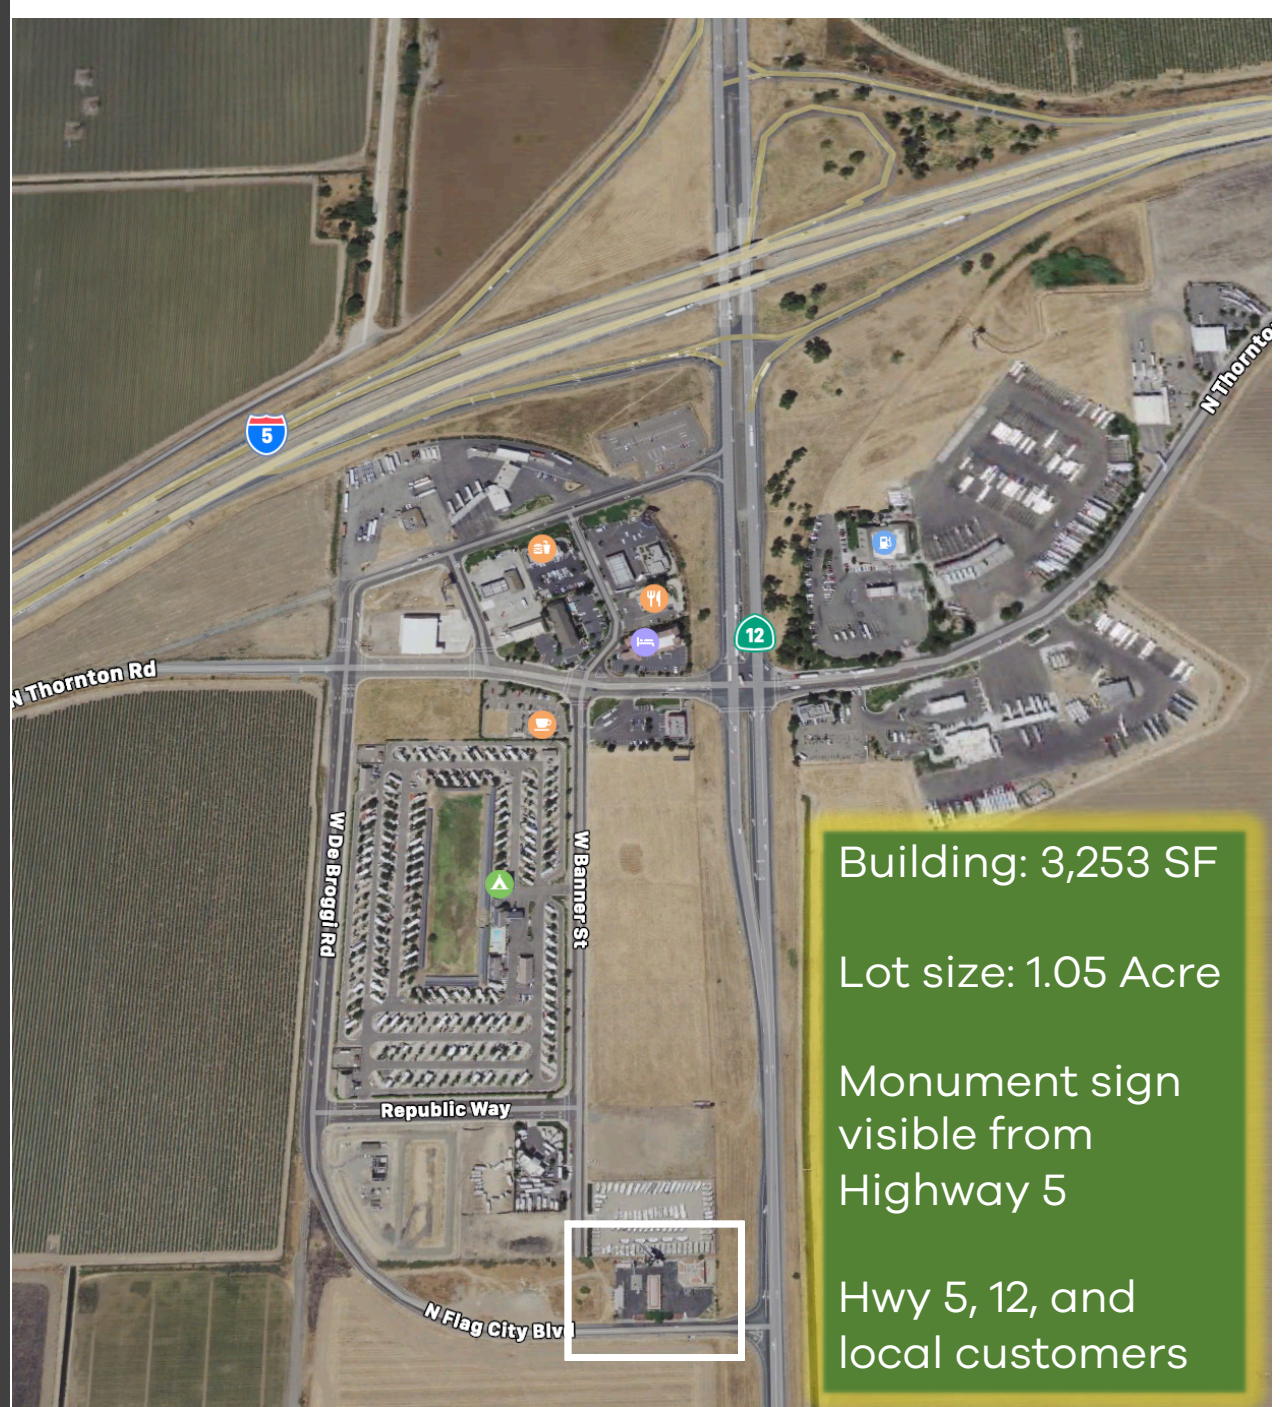 5
12
N Thornto
N Thornton Rd
W De Broggi Rd
W Banner St
Republic Way
N Flag City Blvd
Building: 3,253 SF
Lot size: 1.05 Acre
Monument sign
visible from
Highway 5
Hwy 5, 12, and
local customers